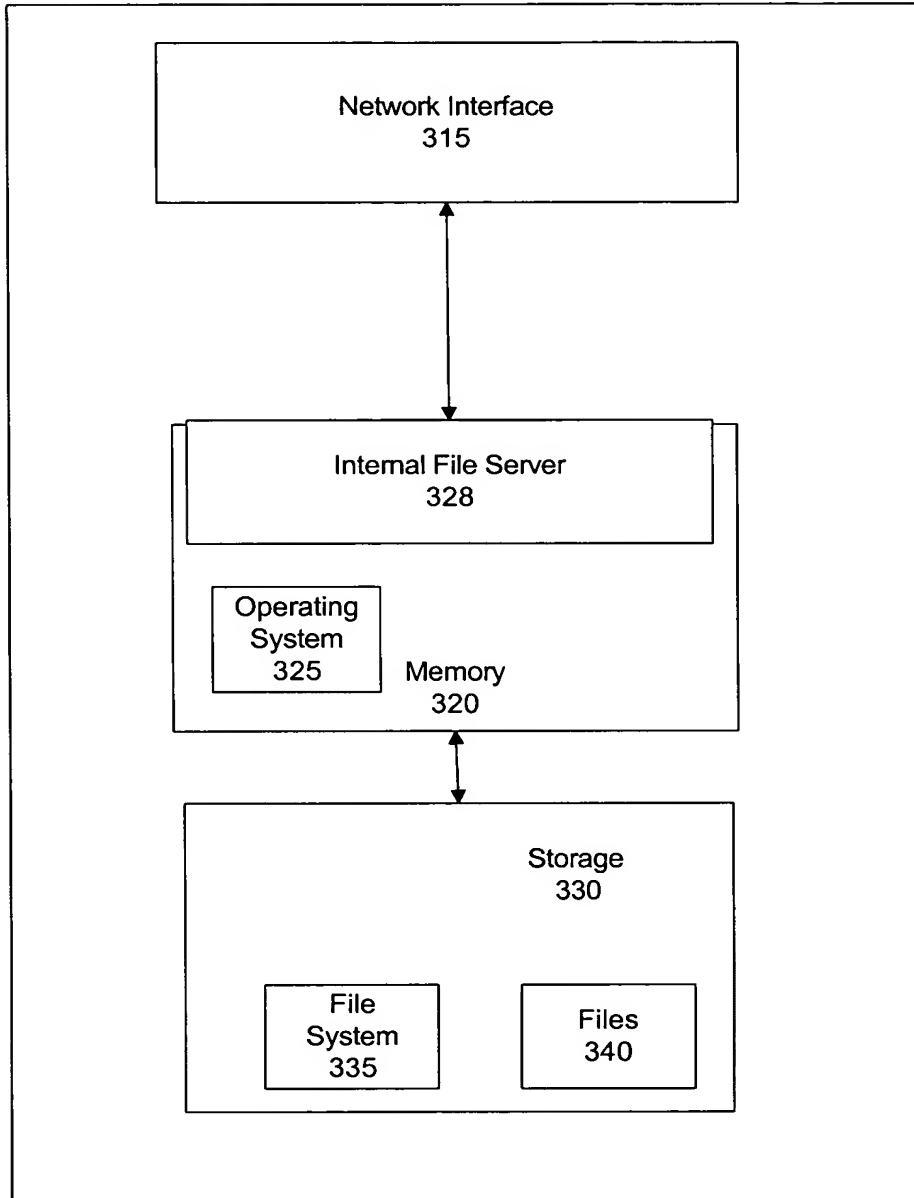 Network Interface
315
Internal File Server
328
Operating
System
325
Memory
320
Storage
330
File
System
335
Files
340